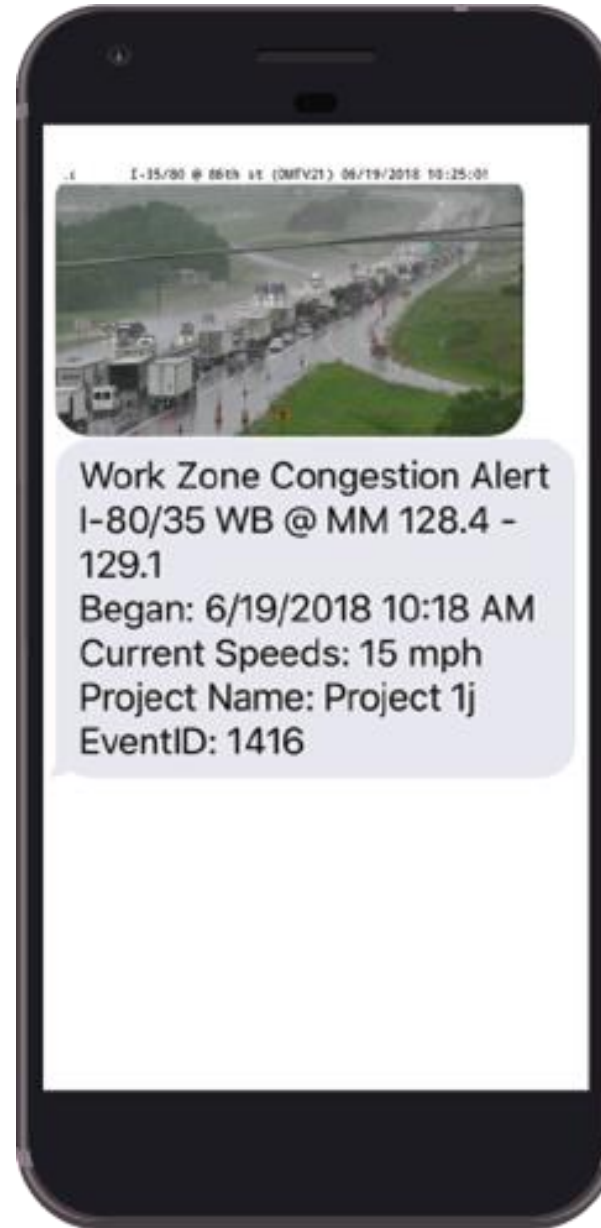 I-35/80 @ 86th st (DMTV21) 06/19/2018 10:25:01
Work Zone Congestion Alert
I-80/35 WB @ MM 128.4 -
129.1
Began: 6/19/2018 10:18 AM
Current Speeds: 15 mph
Project Name: Project 1j
EventID: 1416